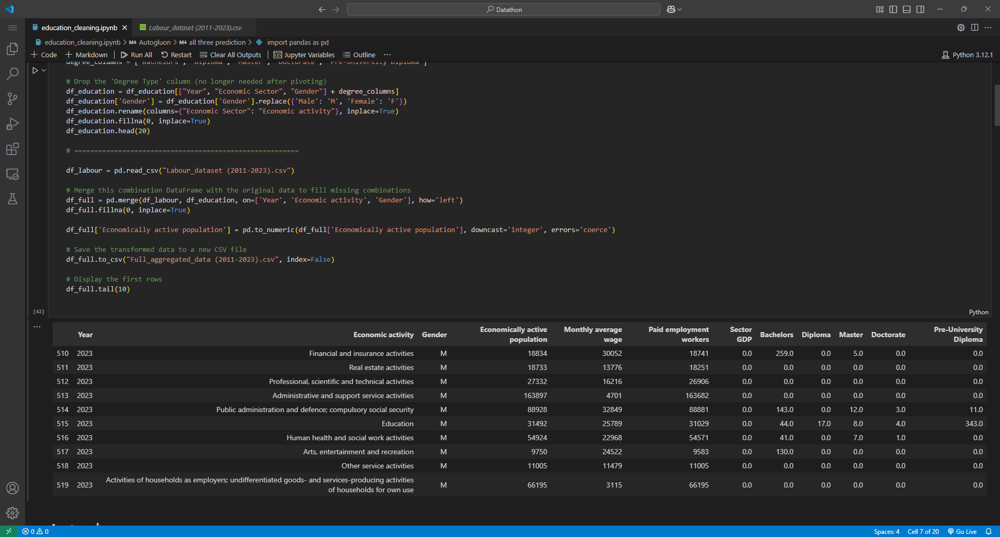 Datathon
education_cleaning.ipynb
Labour_dataset (2011-2023).csv
education_cleaning.ipynb > M↓ Autogluon > M↓ all three prediction > import pandas as pd
+ Code + Markdown | Run All Restart Clear All Outputs | Jupyter Variables Outline ...
Python 3.12.1
degree_columns = ["Bachelors", "Diploma", "Master", "Doctorate", "Pre-University Diploma"]
# Drop the 'Degree Type' column (no longer needed after pivoting)
df_education = df_education[["Year", "Economic Sector", "Gender"] + degree_columns]
df_education['Gender'] = df_education['Gender'].replace({'Male': 'M', 'Female': 'F'})
df_education.rename(columns={"Economic Sector": "Economic activity"}, inplace=True)
df_education.fillna(0, inplace=True)
df_education.head(20)
# ========================================================
df_labour = pd.read_csv("Labour_dataset (2011-2023).csv")
# Merge this combination DataFrame with the original data to fill missing combinations
df_full = pd.merge(df_labour, df_education, on=['Year', 'Economic activity', 'Gender'], how='left')
df_full.fillna(0, inplace=True)
df_full['Economically active population'] = pd.to_numeric(df_full['Economically active population'], downcast='integer', errors='coerce')
# Save the transformed data to a new CSV file
df_full.to_csv("Full_aggregated_data (2011-2023).csv", index=False)
# Display the first rows
df_full.tail(10)
[42]
Python
...
Year Economic activity Gender Economically active population Monthly average wage Paid employment workers Sector GDP Bachelors Diploma Master Doctorate Pre-University Diploma
510 2023 Financial and insurance activities M 18834 30052 18741 0.0 259.0 0.0 5.0 0.0 0.0
511 2023 Real estate activities M 18733 13776 18251 0.0 0.0 0.0 0.0 0.0 0.0
512 2023 Professional, scientific and technical activities M 27332 16216 26906 0.0 0.0 0.0 0.0 0.0 0.0
513 2023 Administrative and support service activities M 163897 4701 163682 0.0 0.0 0.0 0.0 0.0 0.0
514 2023 Public administration and defence; compulsory social security M 88928 32849 88881 0.0 143.0 0.0 12.0 3.0 11.0
515 2023 Education M 31492 25789 31029 0.0 44.0 17.0 8.0 4.0 343.0
516 2023 Human health and social work activities M 54924 22968 54571 0.0 41.0 0.0 7.0 1.0 0.0
517 2023 Arts, entertainment and recreation M 9750 24522 9583 0.0 130.0 0.0 0.0 0.0 0.0
518 2023 Other service activities M 11005 11479 11005 0.0 0.0 0.0 0.0 0.0 0.0
519 2023 Activities of households as employers; undifferentiated goods- and services-producing activities of households for own use M 66195 3115 66195 0.0 0.0 0.0 0.0 0.0 0.0
0 0
Spaces: 4 Cell 7 of 20 Go Live